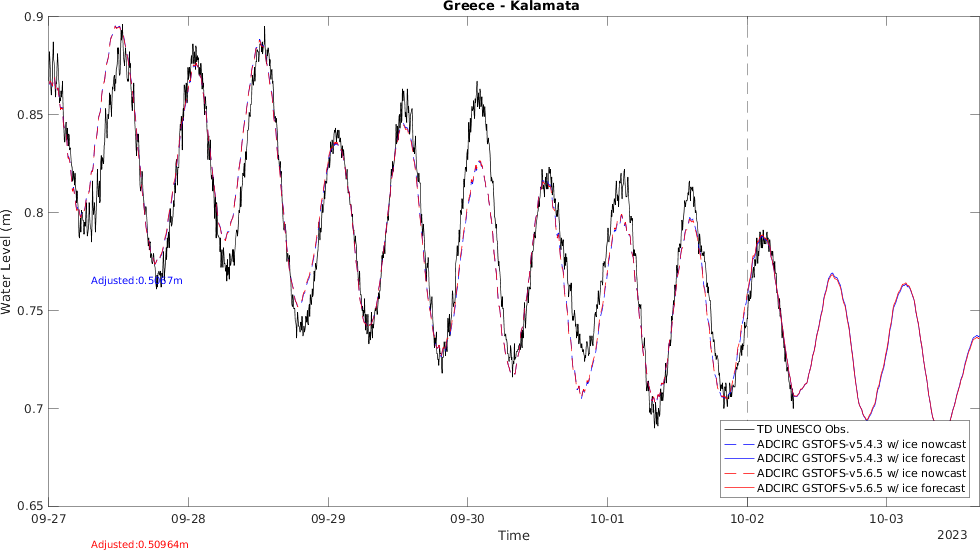 Greece - Kalamata
0.9
0.85
0.8
0.75
0.7
0.65
Water Level (m)
Adjusted:0.5057m
TD UNESCO Obs.
ADCIRC GSTOFS-v5.4.3 w/ ice nowcast
ADCIRC GSTOFS-v5.4.3 w/ ice forecast
ADCIRC GSTOFS-v5.6.5 w/ ice nowcast
ADCIRC GSTOFS-v5.6.5 w/ ice forecast
09-27 09-28 09-29 09-30 10-01 10-02 10-03
Time
2023
Adjusted:0.50964m